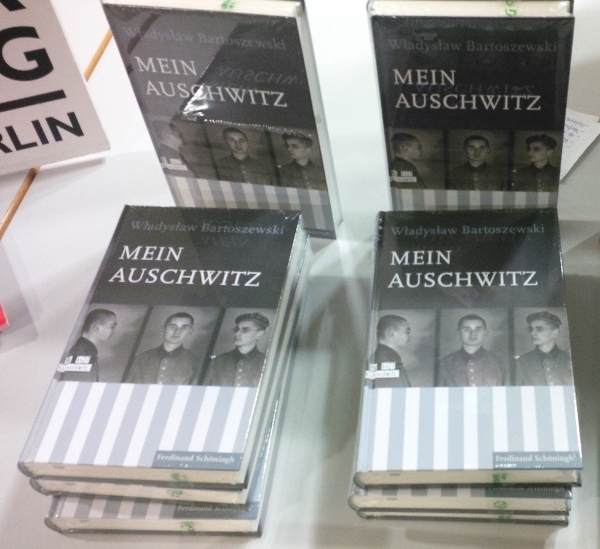 G
RLIN
Władysław Bartoszewski
MEIN
AUSCHWITZ
Władysław Bartoszewski
MEIN
AUSCHWITZ
Władysław Bartoszewski
MEIN
AUSCHWITZ
Ferdinand Schöningh
Władysław Bartoszewski
MEIN
AUSCHWITZ
Ferdinand Schöningh